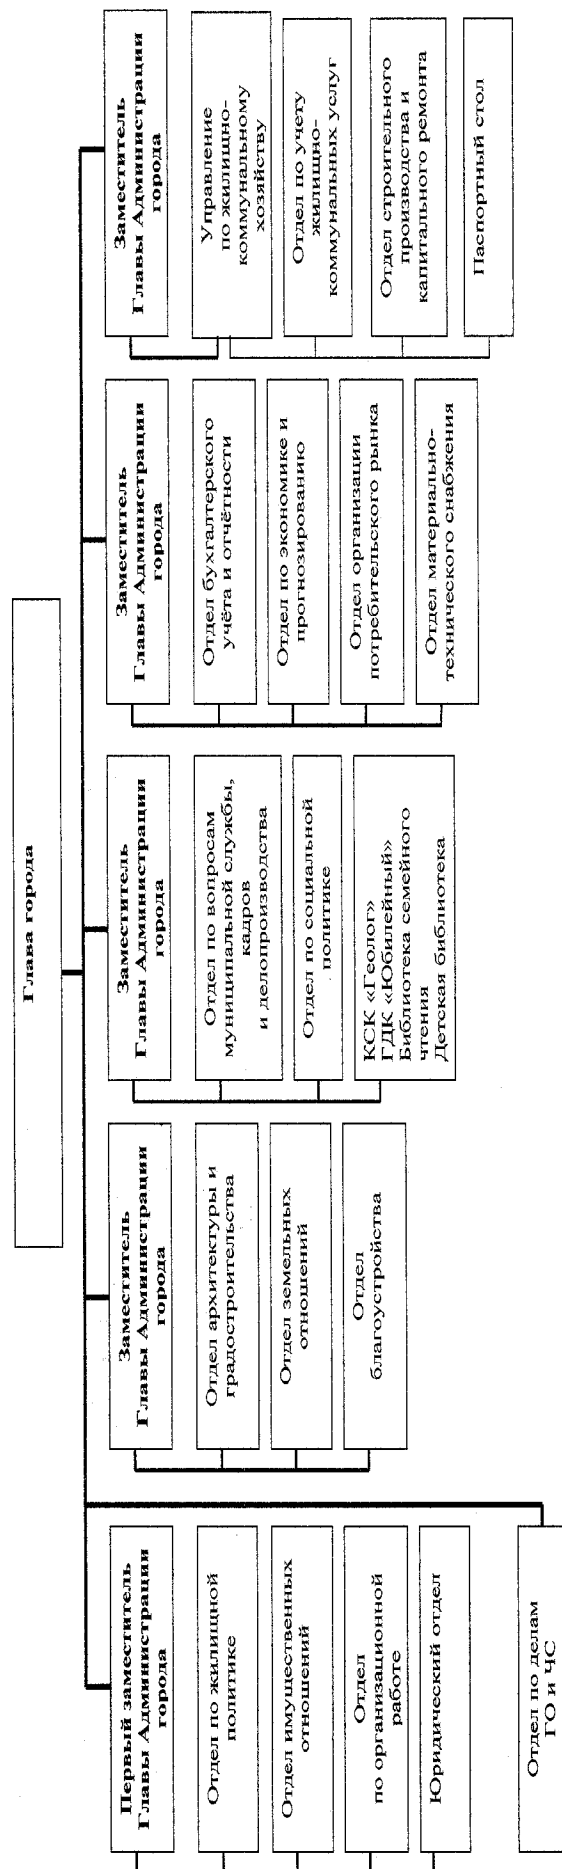 Глава города
Первый заместитель
Главы Администрации
города
Отдел по жилищной
политике
Отдел имущественных
отношений
Отдел
по организационной
работе
Юридический отдел
Отдел по делам
ГО и ЧС
Заместитель
Главы Администрации
города
Отдел архитектуры и
градостроительства
Отдел земельных
отношений
Отдел
благоустройства
Заместитель
Главы Администрации
города
Отдел по вопросам
муниципальной службы,
кадров
и делопроизводства
Отдел по социальной
политике
КСК «Геолог»
ГДК «Юбилейный»
Библиотека семейного
чтения
Детская библиотека
Заместитель
Главы Администрации
города
Отдел бухгалтерского
учёта и отчётности
Отдел по экономике и
прогнозированию
Отдел организации
потребительского рынка
Отдел материально-
технического снабжения
Заместитель
Главы Администрации
города
Управление
по жилищно-
коммунальному
хозяйству
Отдел по учету
жилищно-
коммунальных услуг
Отдел строительного
производства и
капитального ремонта
Паспортный стол